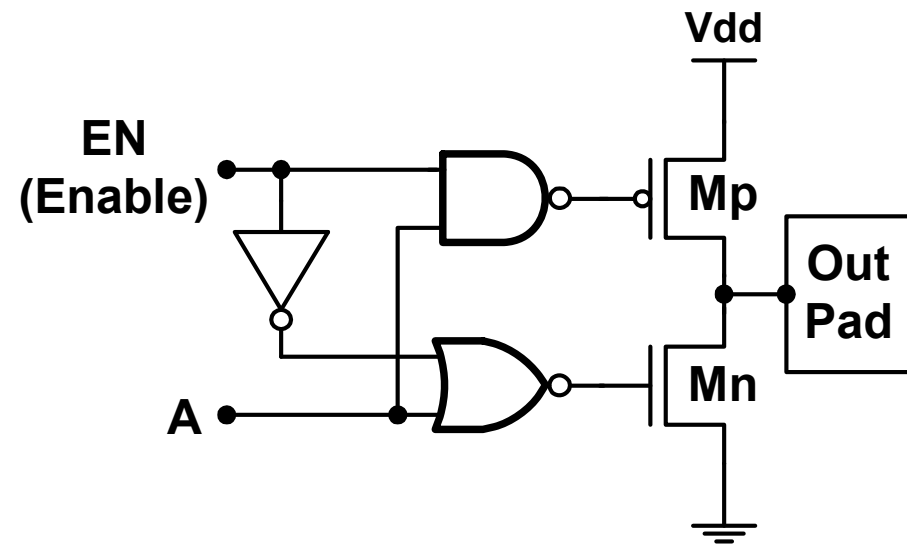 Vdd
EN
(Enable)
Mp
Out
Pad
Mn
A